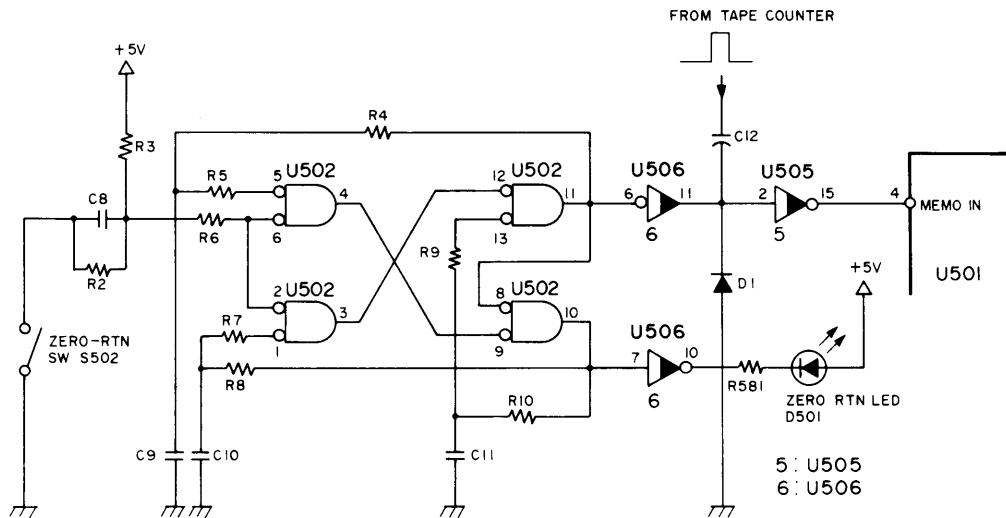 FROM TAPE COUNTER
+5V
R3
R4
C12
C8
R2
R5
R6
5
6
U502
4
12
13
U502
11
6
U506
11
6
2
U505
15
5
4
MEMO IN
U501
R9
2
1
U502
3
R7
R8
8
9
U502
10
D1
+5V
ZERO-RTN
SW S502
7
U506
10
6
R581
ZERO RTN LED
D501
R10
C9
C10
C11
5: U505
6: U506